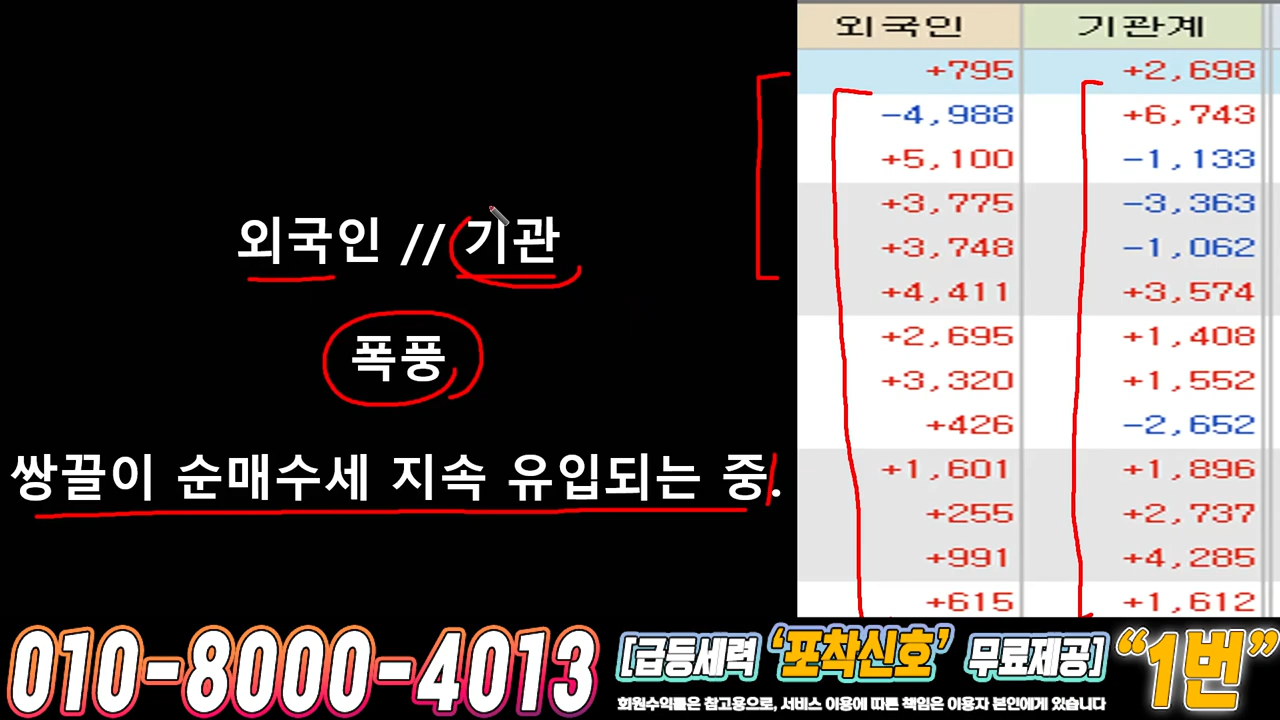 외국인 // 기관
폭풍
쌍끌이 순매수세 지속 유입되는 중.
외국인 기관계
+795 +2,698
-4,988 +6,743
+5,100 -1,133
+3,775 -3,363
+3,748 -1,062
+4,411 +3,574
+2,695 +1,408
+3,320 +1,552
+426 -2,652
+1,601 +1,896
+255 +2,737
+991 +4,285
+615 +1,612
010-8000-4013 [급등세력 '포착신호' 무료제공] "1번"
회원수익률은 참고용으로, 서비스 이용에 따른 책임은 이용자 본인에게 있습니다